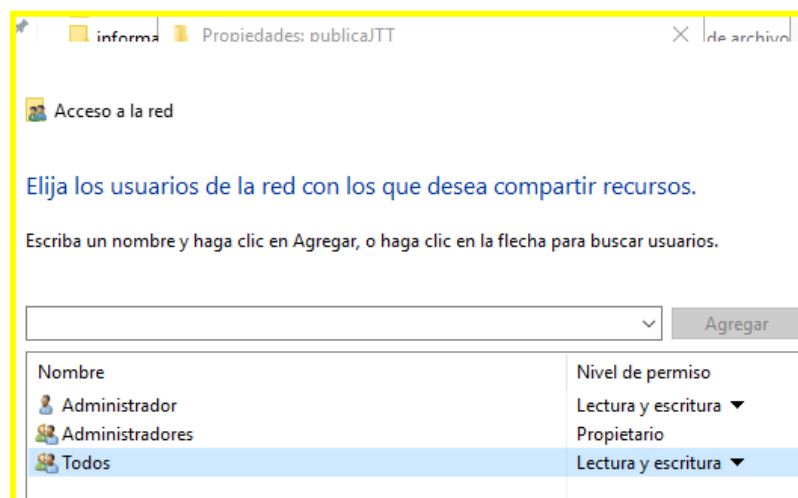 informa Propiedades: publicaJTT de archivo
Acceso a la red
Elija los usuarios de la red con los que desea compartir recursos.
Escriba un nombre y haga clic en Agregar, o haga clic en la flecha para buscar usuarios.
Agregar
Nombre Nivel de permiso
Administrador Lectura y escritura
Administradores Propietario
Todos Lectura y escritura